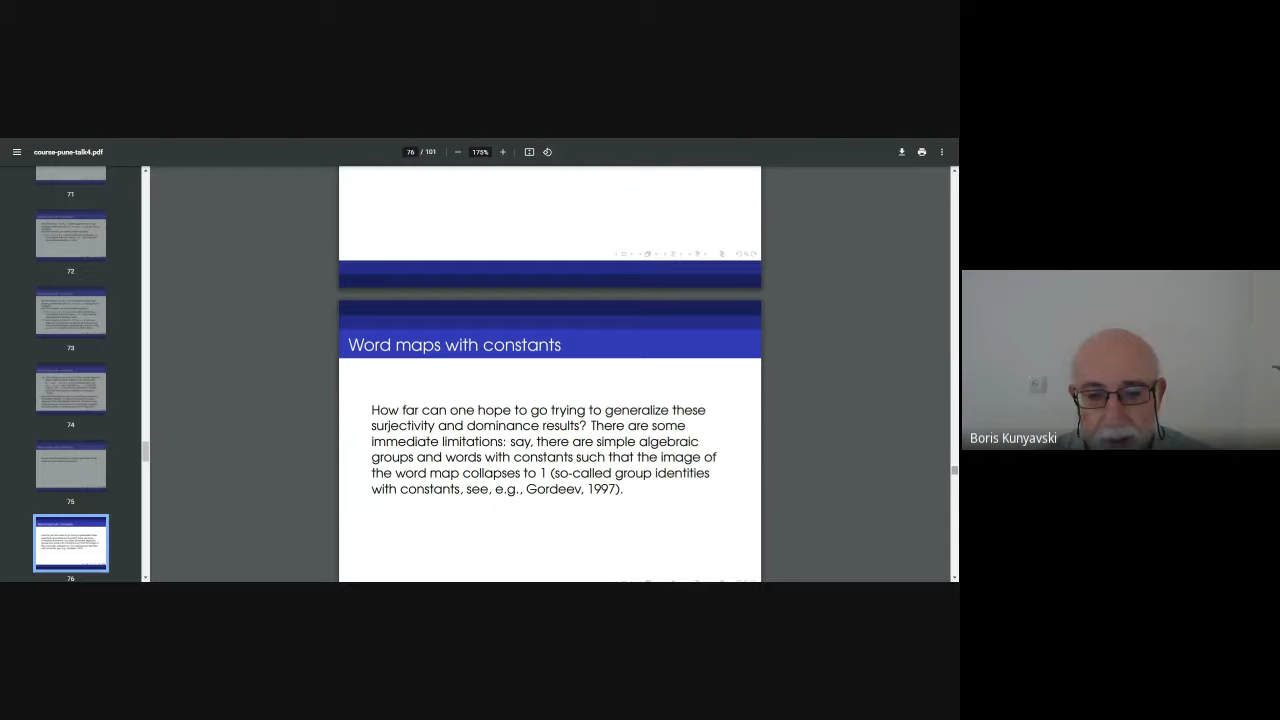 course-pune-talk4.pdf
76 / 101
175%
71
72
73
74
75
76
Word maps with constants
How far can one hope to go trying to generalize these
surjectivity and dominance results? There are some
immediate limitations: say, there are simple algebraic
groups and words with constants such that the image of
the word map collapses to 1 (so-called group identities
with constants, see, e.g., Gordeev, 1997).
Boris Kunyavski